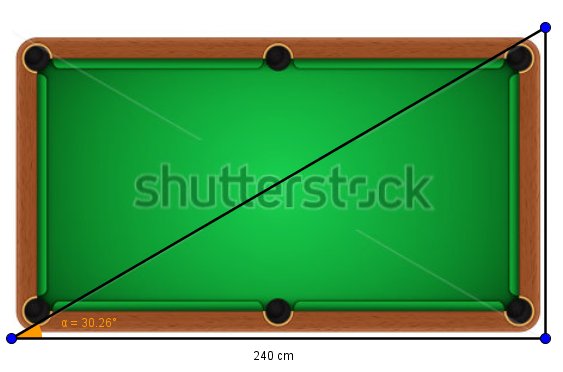 shutterstock
α = 30.26°
240 cm